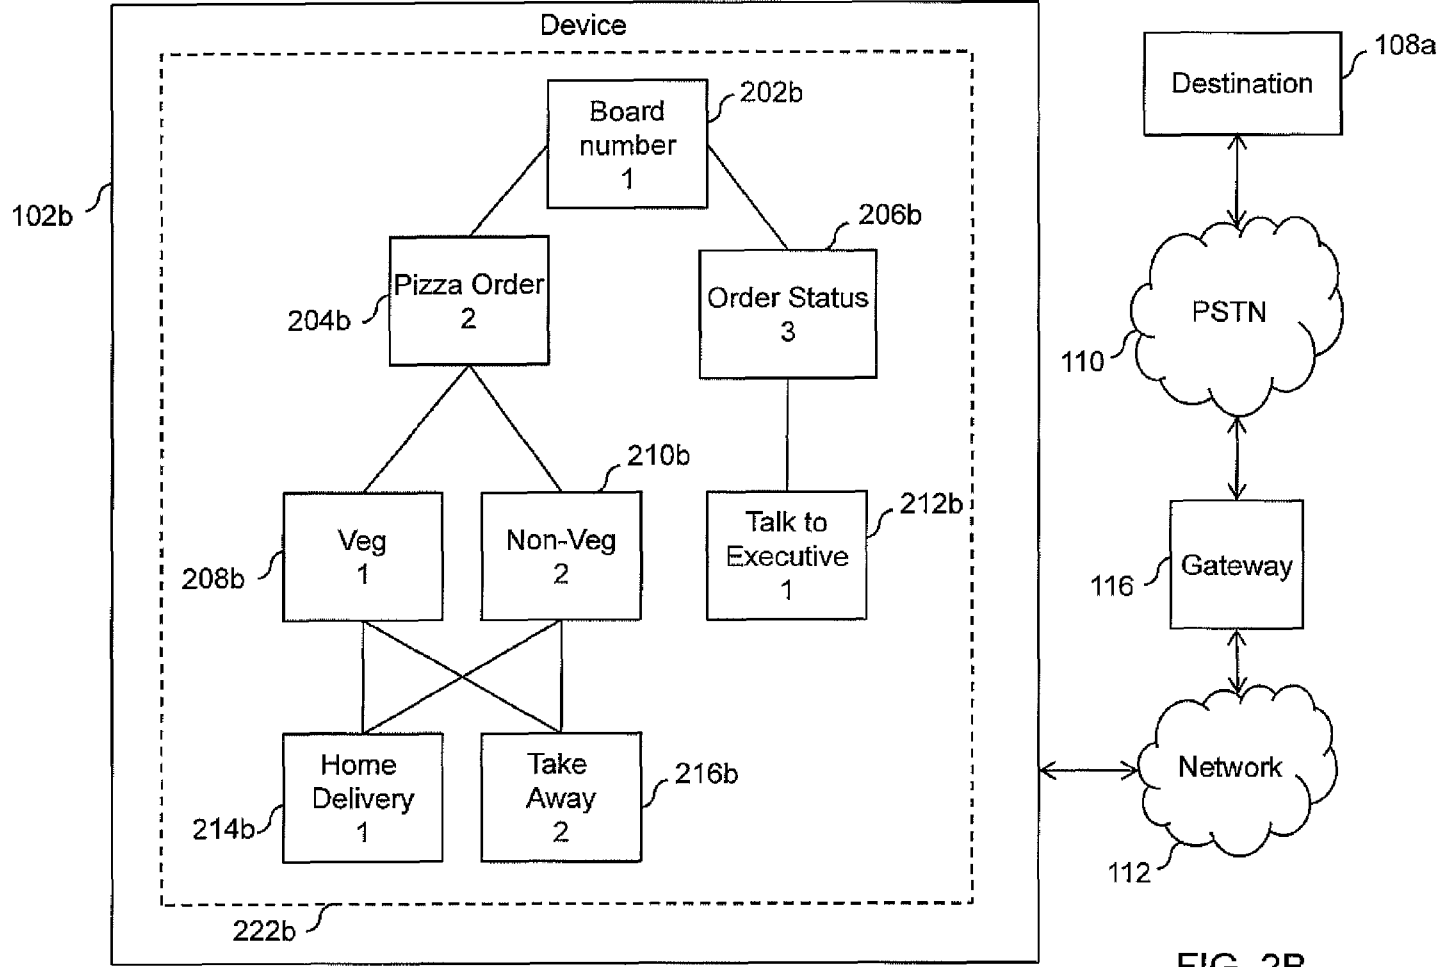 Device
Destination
108a
Board
number
1
202b
102b
206b
Pizza Order
2
204b
Order Status
3
PSTN
110
210b
Veg
1
208b
Non-Veg
2
Talk to
Executive
1
212b
Gateway
116
Home
Delivery
1
214b
Take
Away
2
216b
Network
112
222b
FIG. 2B